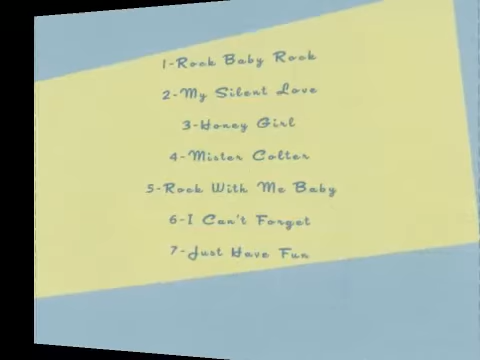 1-Rock Baby Rock
2-My Silent Love
3-Honey Girl
4-Mister Colter
5-Rock With Me Baby
6-I Can't Forget
7-Just Have Fun